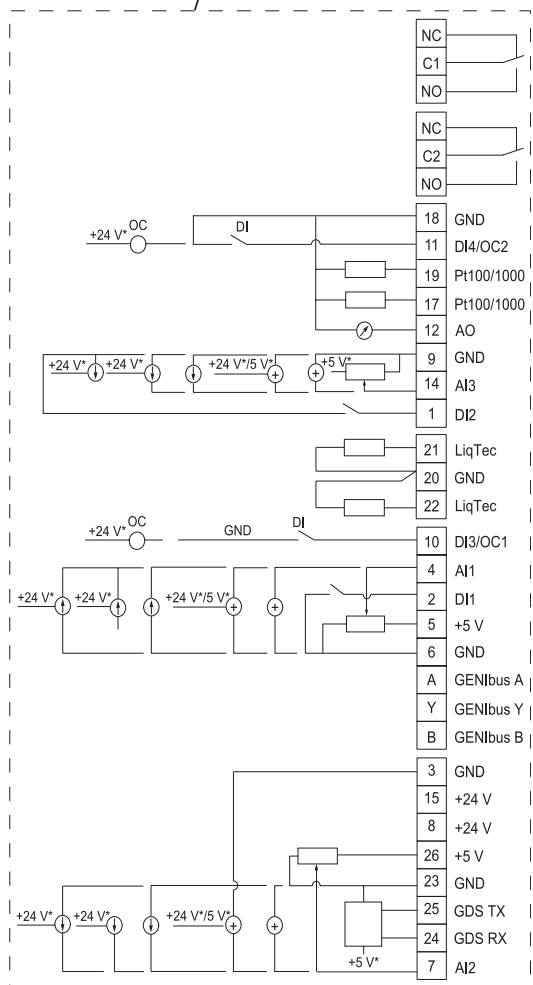 NC
C1
NO
NC
C2
NO
18 GND
+24 V* OC DI 11 DI4/OC2
19 Pt100/1000
17 Pt100/1000
12 AO
9 GND
+24 V* +24 V* +24 V*/5 V* +5 V*
14 AI3
1 DI2
21 LiqTec
20 GND
22 LiqTec
+24 V* OC GND DI 10 DI3/OC1
4 AI1
+24 V* +24 V* +24 V*/5 V* 2 DI1
5 +5 V
6 GND
A GENIbus A
Y GENIbus Y
B GENIbus B
3 GND
15 +24 V
8 +24 V
26 +5 V
23 GND
+24 V* +24 V* +24 V*/5 V* 25 GDS TX
24 GDS RX
+5 V*
7 AI2